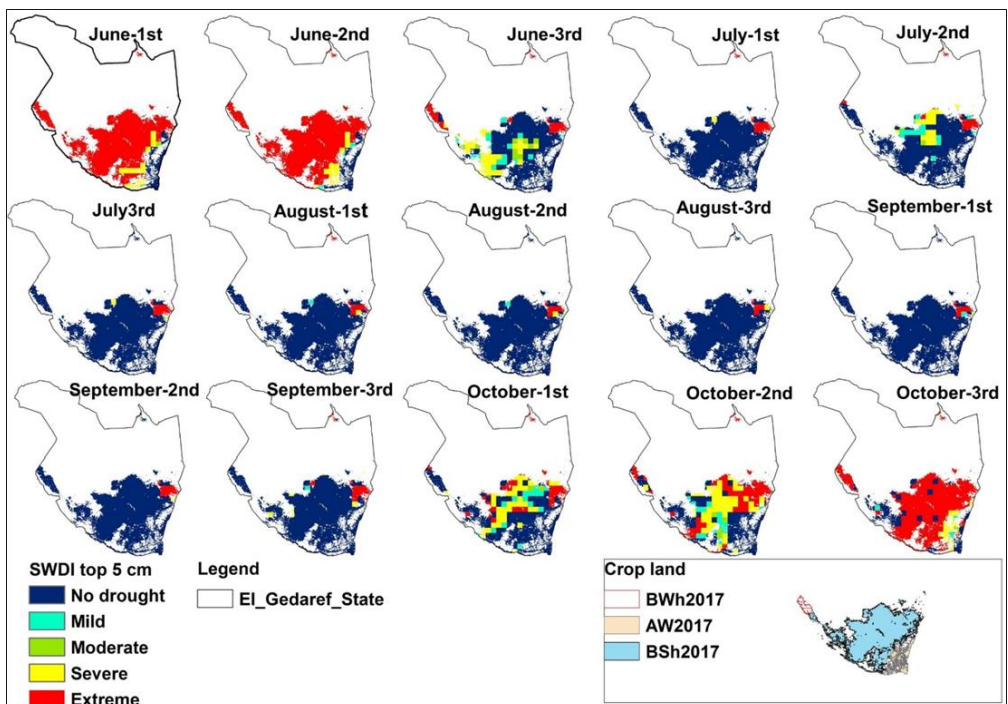 June-1st
June-2nd
June-3rd
July-1st
July-2nd
July3rd
August-1st
August-2nd
August-3rd
September-1st
September-2nd
September-3rd
October-1st
October-2nd
October-3rd
SWDI top 5 cm
No drought
Mild
Moderate
Severe
Extreme
Legend
El_Gedaref_State
Crop land
BWh2017
AW2017
BSh2017